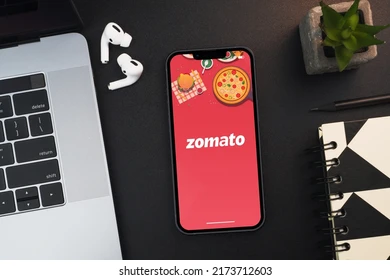 delete
return
shift
zomato
shutterstock.com · 2173712603